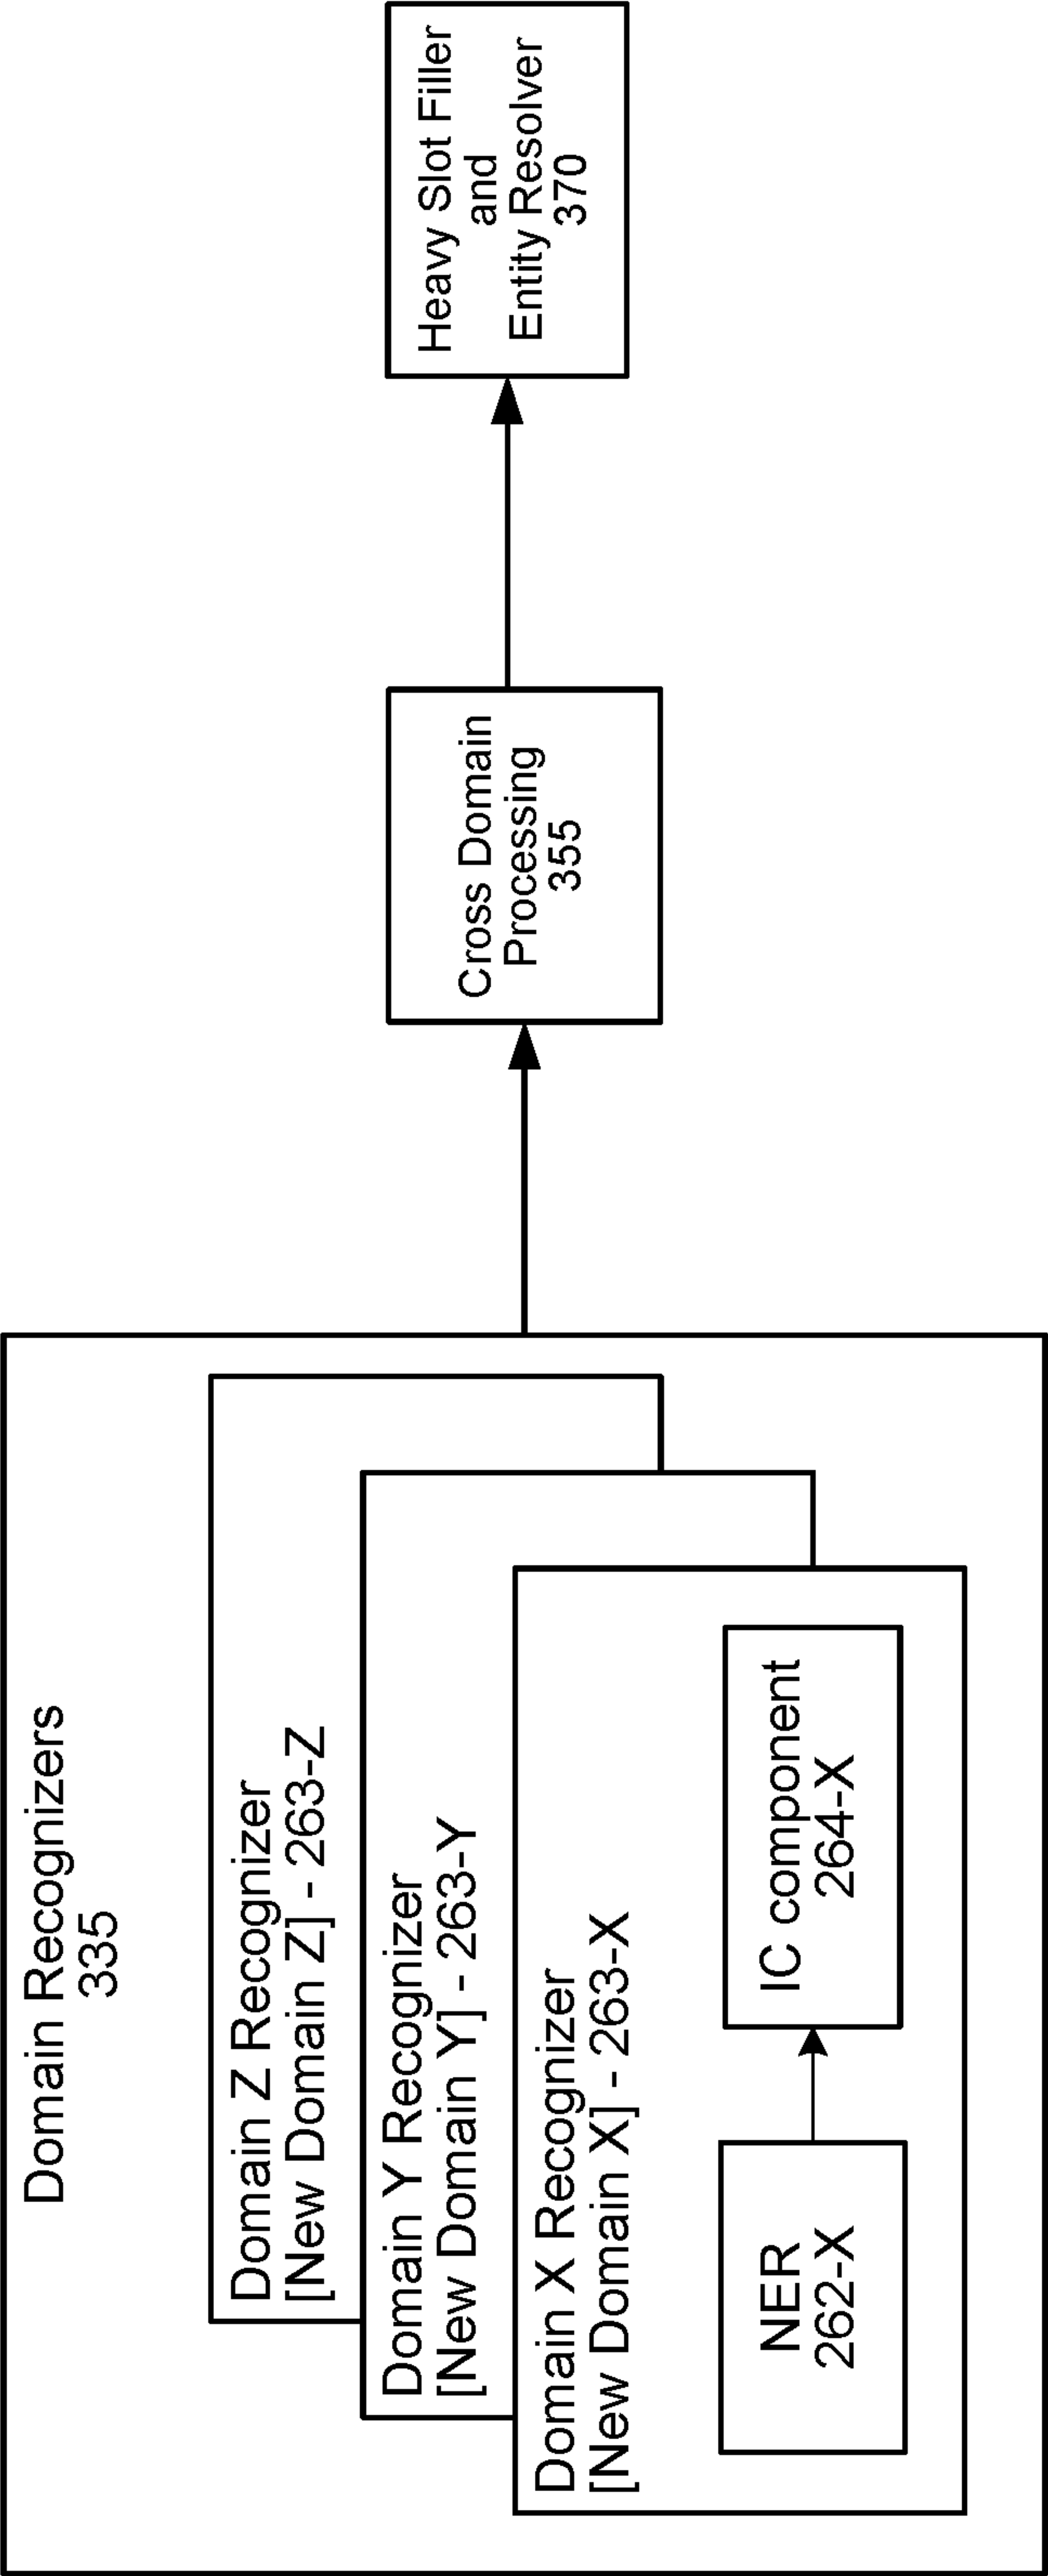 Domain Recognizers
335
Domain Z Recognizer
[New Domain Z] - 263-Z
Domain Y Recognizer
[New Domain Y] - 263-Y
Domain X Recognizer
[New Domain X] - 263-X
NER
262-X
IC component
264-X
Cross Domain
Processing
355
Heavy Slot Filler
and
Entity Resolver
370